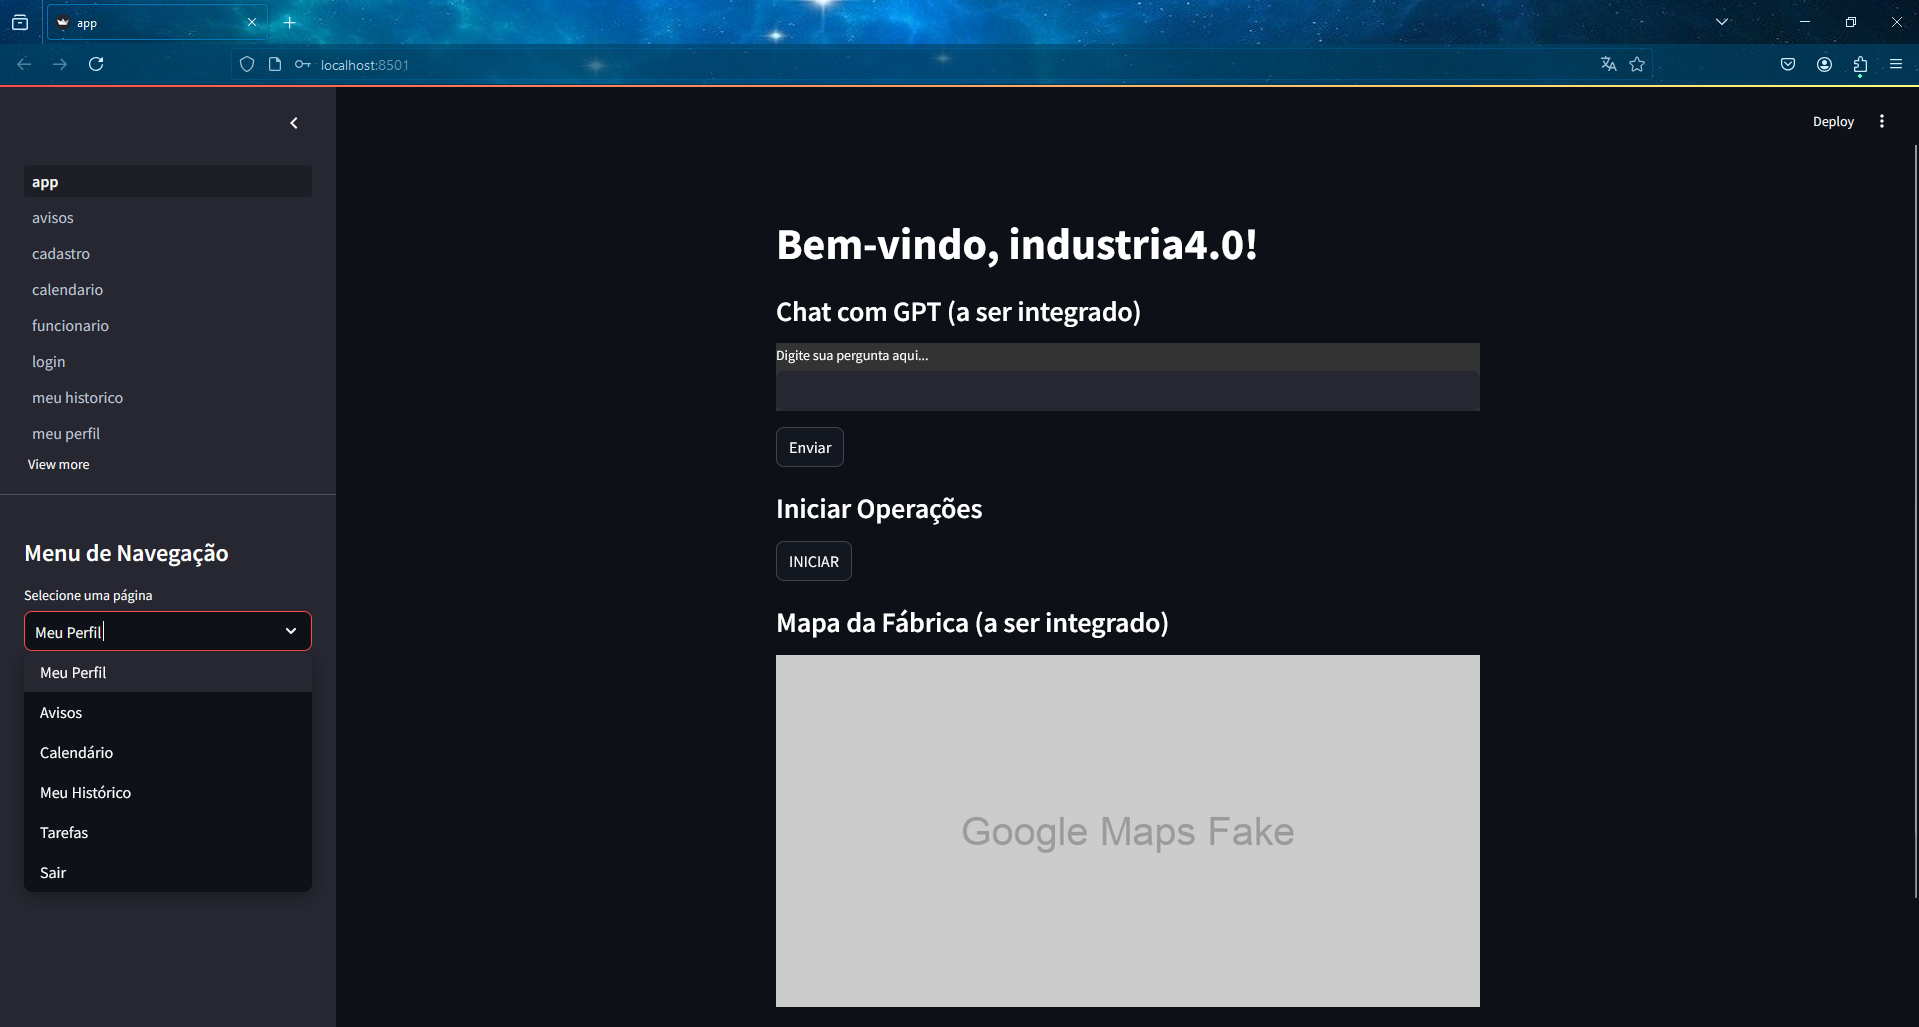 app
localhost:8501
Deploy
app
avisos
cadastro
calendario
funcionario
login
meu historico
meu perfil
View more
Menu de Navegação
Selecione uma página
Meu Perfil
Meu Perfil
Avisos
Calendário
Meu Histórico
Tarefas
Sair
Bem-vindo, industria4.0!
Chat com GPT (a ser integrado)
Digite sua pergunta aqui...
Enviar
Iniciar Operações
INICIAR
Mapa da Fábrica (a ser integrado)
Google Maps Fake